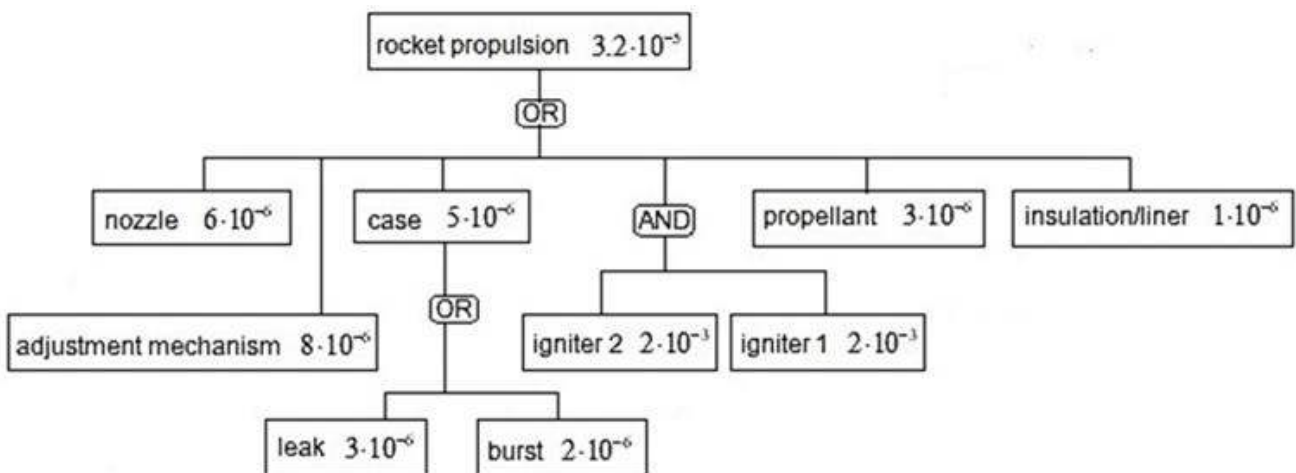 rocket propulsion 3.2·10⁻⁵
OR
nozzle 6·10⁻⁶
case 5·10⁻⁶
AND
propellant 3·10⁻⁶
insulation/liner 1·10⁻⁶
OR
adjustment mechanism 8·10⁻⁶
igniter 2 2·10⁻³
igniter 1 2·10⁻³
leak 3·10⁻⁶
burst 2·10⁻⁶